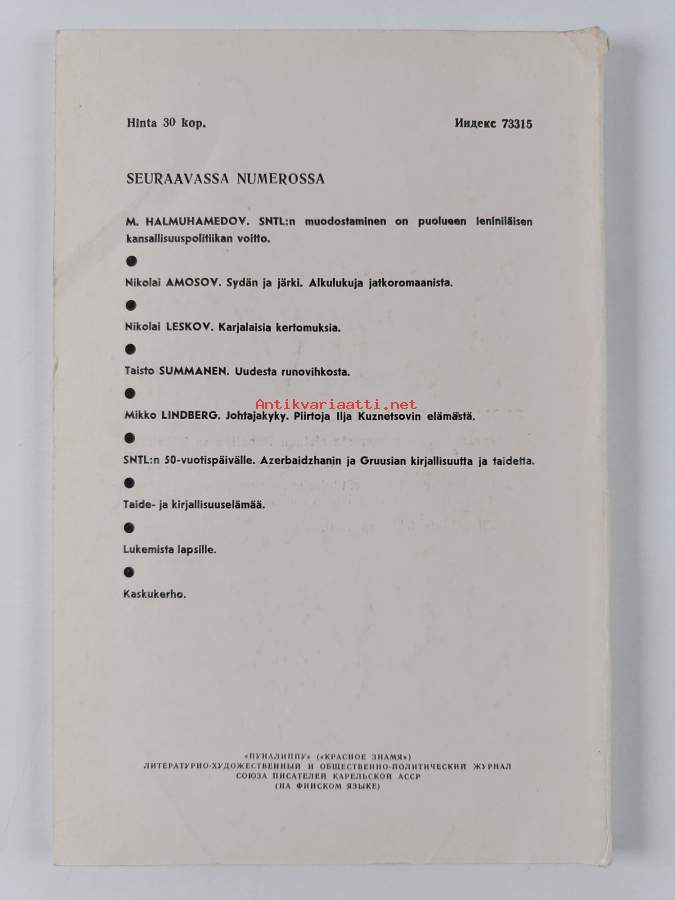 Hinta 30 kop. Индекс 73315
SEURAAVASSA NUMEROSSA
M. HALMUHAMEDOV. SNTL:n muodostaminen on puolueen leniniläisen
kansallisuuspolitiikan voitto.
Nikolai AMOSOV. Sydän ja järki. Alkulukuja jatkoromaanista.
Nikolai LESKOV. Karjalaisia kertomuksia.
Taisto SUMMANEN. Uudesta runovihkosta.
Antikvariaatti.net
Mikko LINDBERG. Johtajakyky. Piirtoja Ilja Kuznetsovin elämästä.
SNTL:n 50-vuotispäivälle. Azerbaidzhanin ja Gruusian kirjallisuutta ja taidetta.
Taide- ja kirjallisuuselämää.
Lukemista lapsille.
Kaskukerho.
«ПУНАЛИППУ» («КРАСНОЕ ЗНАМЯ»)
ЛИТЕРАТУРНО-ХУДОЖЕСТВЕННЫЙ И ОБЩЕСТВЕННО-ПОЛИТИЧЕСКИЙ ЖУРНАЛ
СОЮЗА ПИСАТЕЛЕЙ КАРЕЛЬСКОЙ АССР
(НА ФИНСКОМ ЯЗЫКЕ)